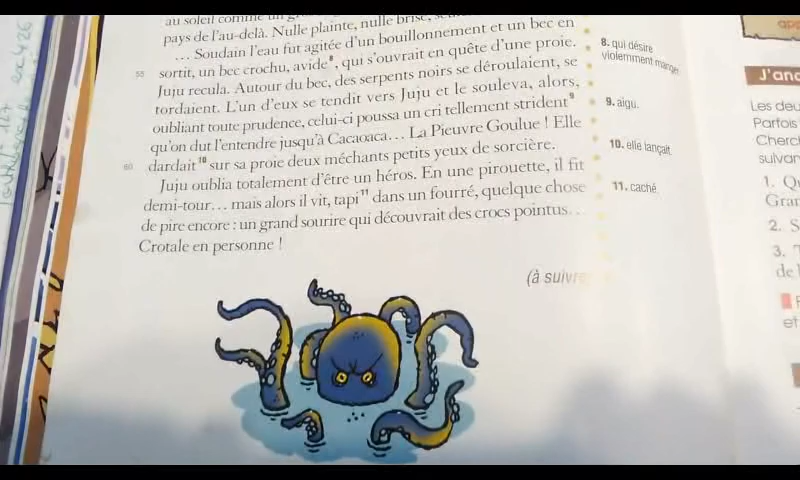 au soleil comme un
pays de l'au-delà. Nulle plainte, nulle brise,
... Soudain l'eau fut agitée d'un bouillonnement et un bec en
55 sortit, un bec crochu, avide⁸, qui s'ouvrait en quête d'une proie.
Juju recula. Autour du bec, des serpents noirs se déroulaient, se
tordaient. L'un d'eux se tendit vers Juju et le souleva, alors,
oubliant toute prudence, celui-ci poussa un cri tellement strident⁹
qu'on dut l'entendre jusqu'à Cacaoaca... La Pieuvre Goulue ! Elle
60 dardait¹⁰ sur sa proie deux méchants petits yeux de sorcière.
Juju oublia totalement d'être un héros. En une pirouette, il fit
demi-tour... mais alors il vit, tapi¹¹ dans un fourré, quelque chose
de pire encore : un grand sourire qui découvrait des crocs pointus...
Crotale en personne !
(à suivre
8. qui désire
violemment manger.
9. aigu.
10. elle lançait.
11. caché.
J'ana
Les deu
Parfois
Cherc
suivan
1. Q
Gran
2. S
3.
de l
et